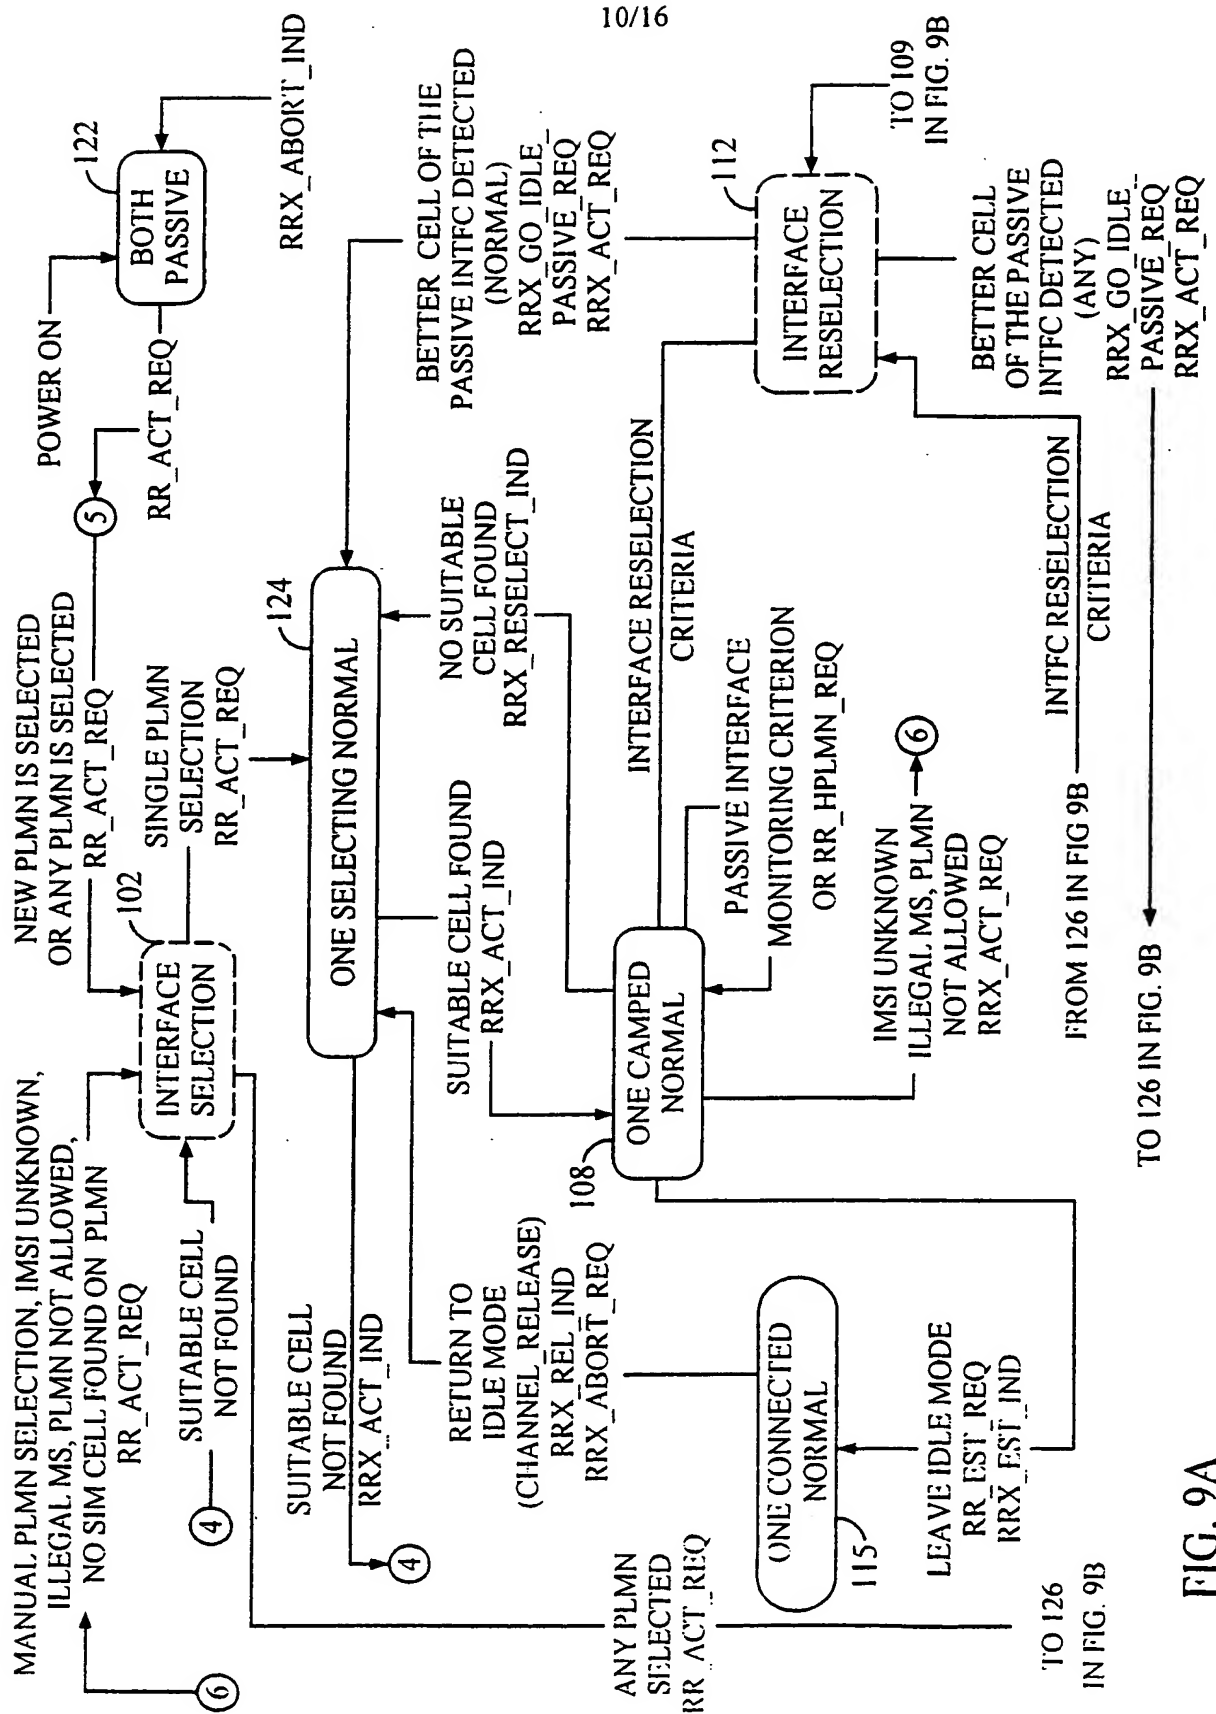 10/16
MANUAL PLMN SELECTION, IMSI UNKNOWN,
ILLEGAL MS, PLMN NOT ALLOWED,
NO SIM CELL FOUND ON PLMN
RR_ACT_REQ
6
4
SUITABLE CELL
NOT FOUND
NEW PLMN IS SELECTED
OR ANY PLMN IS SELECTED
RR_ACT_REQ
5
POWER ON
RR_ACT_REQ
BOTH
PASSIVE
122
RRX_ABORT_IND
INTERFACE
SELECTION
102
SINGLE PLMN
SELECTION
RR_ACT_REQ
ONE SELECTING NORMAL
124
SUITABLE CELL
NOT FOUND
RRX_ACT_IND
4
RETURN TO
IDLE MODE
(CHANNEL_RELEASE)
RRX_REL_IND
RRX_ABORT_REQ
SUITABLE CELL FOUND
RRX_ACT_IND
NO SUITABLE
CELL FOUND
RRX_RESELECT_IND
BETTER CELL OF THE
PASSIVE INTFC DETECTED
(NORMAL)
RRX_GO_IDLE_
PASSIVE_REQ
RRX_ACT_REQ
ONE CAMPED
NORMAL
108
INTERFACE RESELECTION
CRITERIA
PASSIVE INTERFACE
MONITORING CRITERION
OR RR_HPLMN_REQ
INTERFACE
RESELECTION
112
TO 109
IN FIG. 9B
ONE CONNECTED
NORMAL
115
IMSI UNKNOWN
ILLEGAL MS, PLMN
NOT ALLOWED
RRX_ACT_REQ
6
ANY PLMN
SELECTED
RR_ACT_REQ
LEAVE IDLE MODE
RR_EST_REQ
RRX_EST_IND
FROM 126 IN FIG 9B
INTFC RESELECTION
CRITERIA
BETTER CELL
OF THE PASSIVE
INTFC DETECTED
(ANY)
RRX_GO_IDLE_
PASSIVE_REQ
RRX_ACT_REQ
TO 126
IN FIG. 9B
TO 126 IN FIG. 9B
FIG. 9A